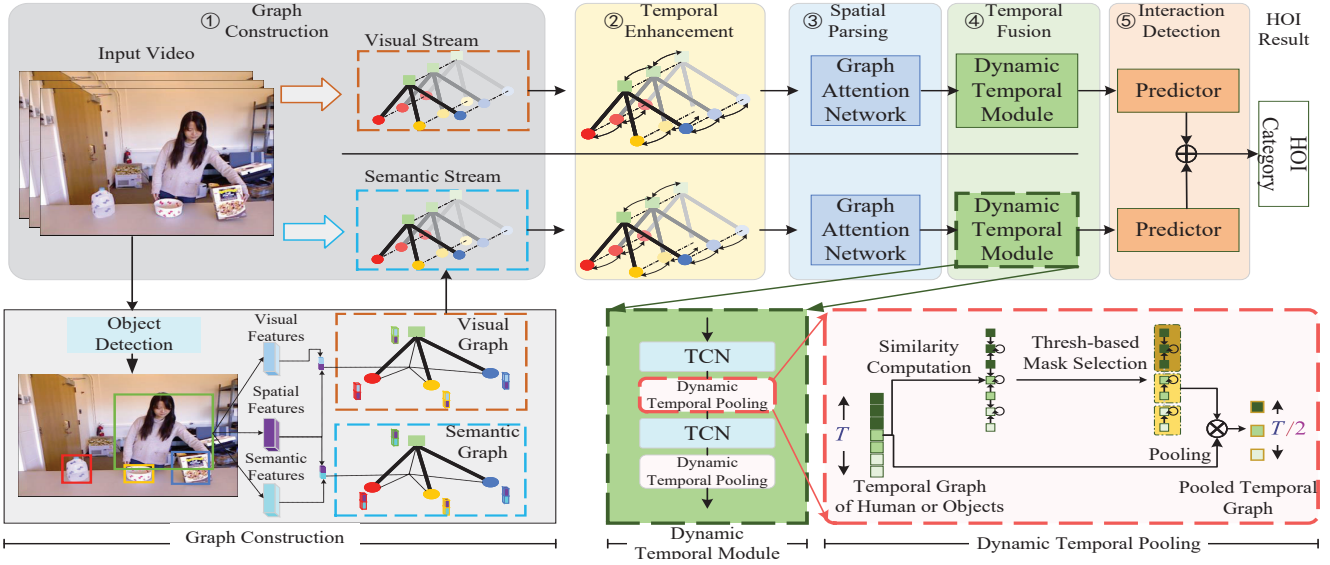 ① Graph
Construction
Input Video
Visual Stream
Semantic Stream
② Temporal
Enhancement
③ Spatial
Parsing
Graph
Attention
Network
Graph
Attention
Network
④ Temporal
Fusion
Dynamic
Temporal
Module
Dynamic
Temporal
Module
⑤ Interaction
Detection
Predictor
Predictor
HOI
Result
HOI
Category
Object
Detection
Visual
Features
Spatial
Features
Semantic
Features
Visual
Graph
Semantic
Graph
Graph Construction
TCN
Dynamic
Temporal Pooling
TCN
Dynamic
Temporal Pooling
Dynamic
Temporal Module
Similarity
Computation
Thresh-based
Mask Selection
T
Temporal Graph
of Human or Objects
Pooling
T/2
Pooled Temporal
Graph
Dynamic Temporal Pooling